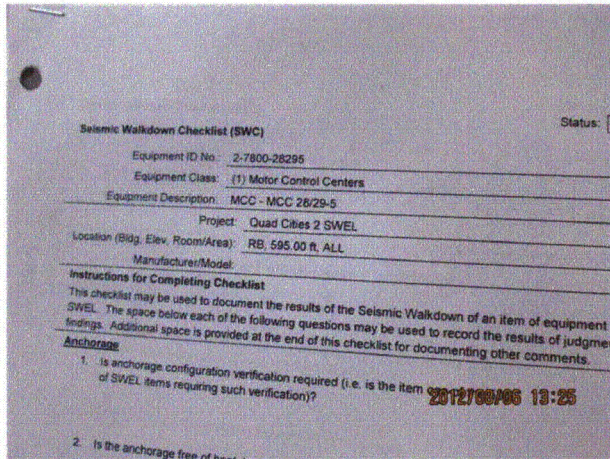 Status:
Seismic Walkdown Checklist (SWC)
Equipment ID No.: 2-7800-28295
Equipment Class: (1) Motor Control Centers
Equipment Description: MCC - MCC 28/29-5
Project: Quad Cities 2 SWEL
Location (Bldg, Elev, Room/Area): RB, 595.00 ft, ALL
Manufacturer/Model:
Instructions for Completing Checklist
This checklist may be used to document the results of the Seismic Walkdown of an item of equipment
SWEL. The space below each of the following questions may be used to record the results of
findings. Additional space is provided at the end of this checklist for documenting other comments.
Anchorage
1. Is anchorage configuration verification required (i.e. is the item
of SWEL items requiring such verification)?
13:25
2. Is the anchorage free of